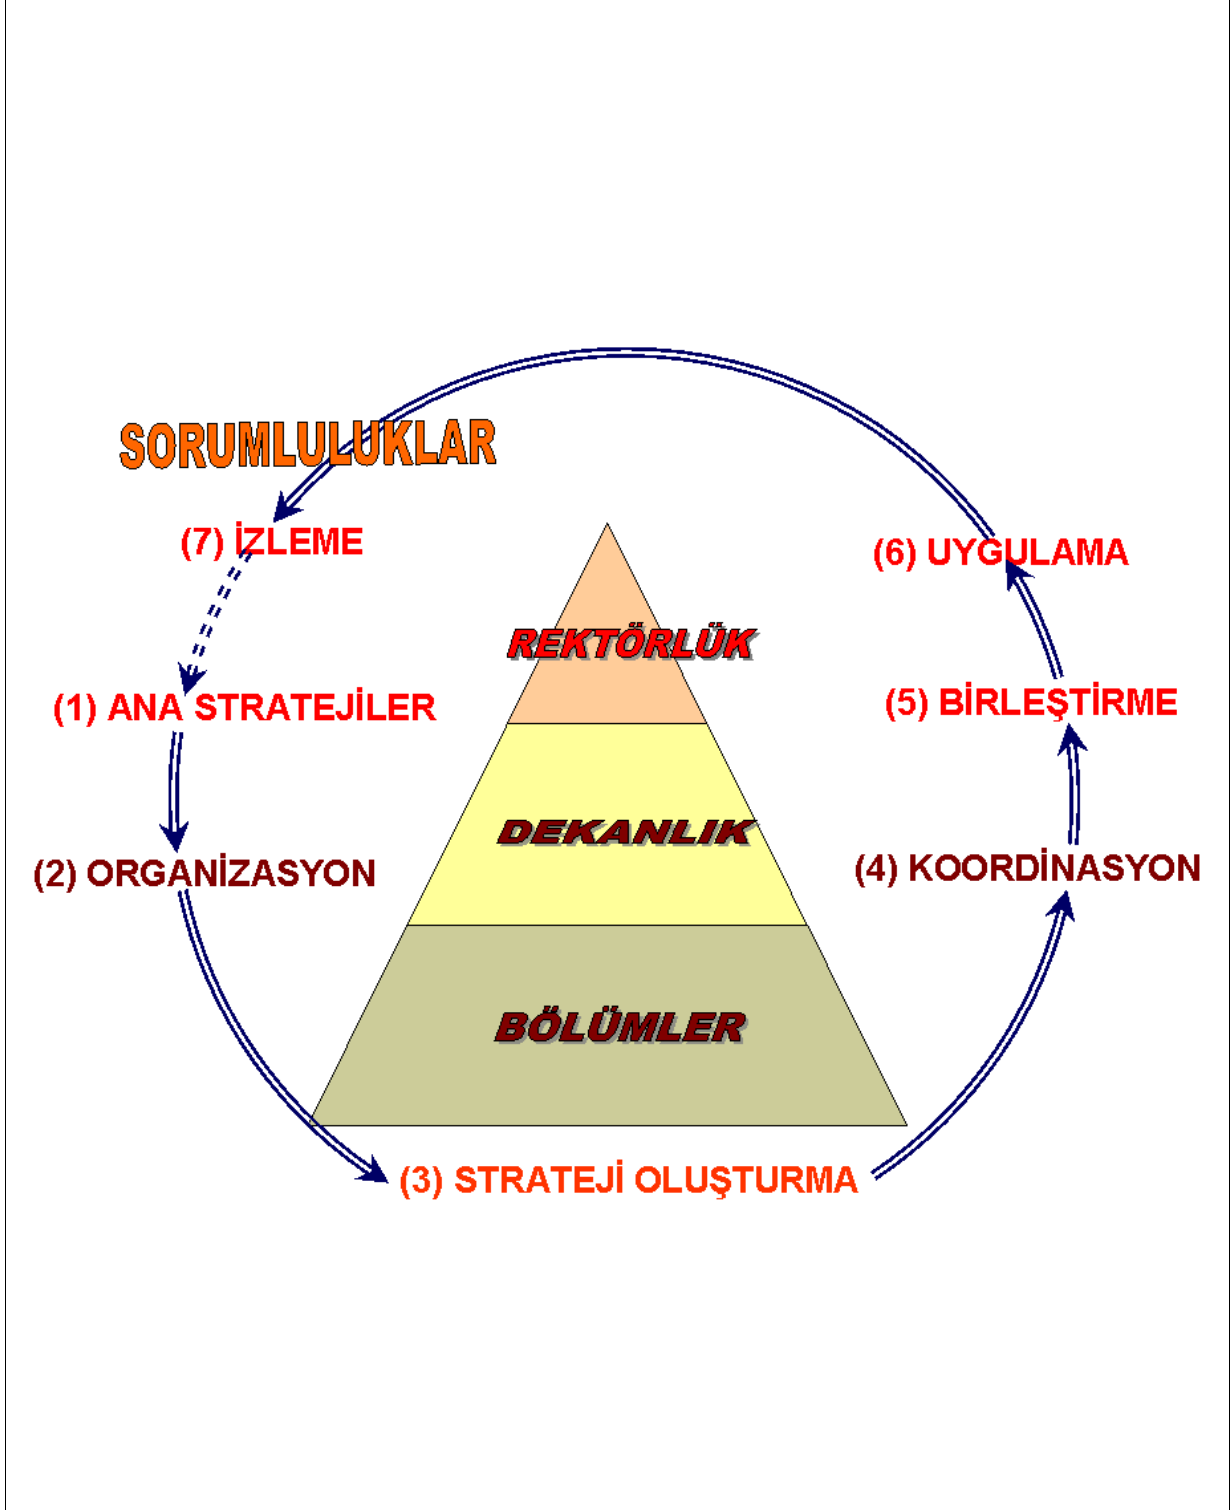 SORUMLULUKLAR
(7) İZLEME
(6) UYGULAMA
REKTÖRLÜK
(1) ANA STRATEJİLER
(5) BİRLEŞTİRME
DEKANLIK
(2) ORGANİZASYON
(4) KOORDİNASYON
BÖLÜMLER
(3) STRATEJİ OLUŞTURMA